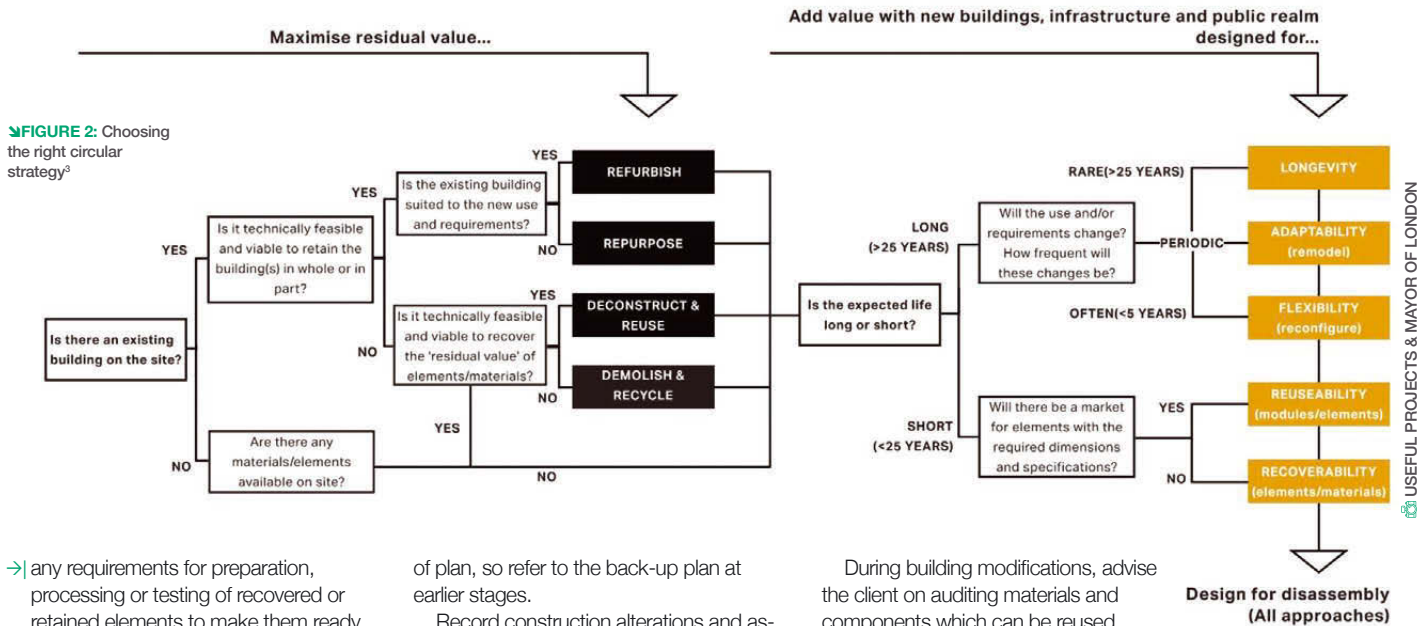 Maximise residual value...
Add value with new buildings, infrastructure and public realm
designed for...
FIGURE 2: Choosing
the right circular
strategy³
Is there an existing
building on the site?
YES
NO
Is it technically feasible
and viable to retain the
building(s) in whole or in
part?
YES
NO
Are there any
materials/elements
available on site?
YES
NO
Is the existing building
suited to the new use
and requirements?
YES
NO
Is it technically feasible
and viable to recover
the 'residual value' of
elements/materials?
YES
NO
REFURBISH
REPURPOSE
DECONSTRUCT &
REUSE
DEMOLISH &
RECYCLE
Is the expected life
long or short?
LONG
(>25 YEARS)
SHORT
(<25 YEARS)
Will the use and/or
requirements change?
How frequent will
these changes be?
RARE(>25 YEARS)
PERIODIC
OFTEN(<5 YEARS)
Will there be a market
for elements with the
required dimensions
and specifications?
YES
NO
LONGEVITY
ADAPTABILITY
(remodel)
FLEXIBILITY
(reconfigure)
REUSEABILITY
(modules/elements)
RECOVERABILITY
(elements/materials)
Design for disassembly
(All approaches)
USEFUL PROJECTS & MAYOR OF LONDON
any requirements for preparation,
processing or testing of recovered or
retained elements to make them ready
of plan, so refer to the back-up plan at
earlier stages.
Record construction alterations and as-
During building modifications, advise
the client on auditing materials and
components which can be reused